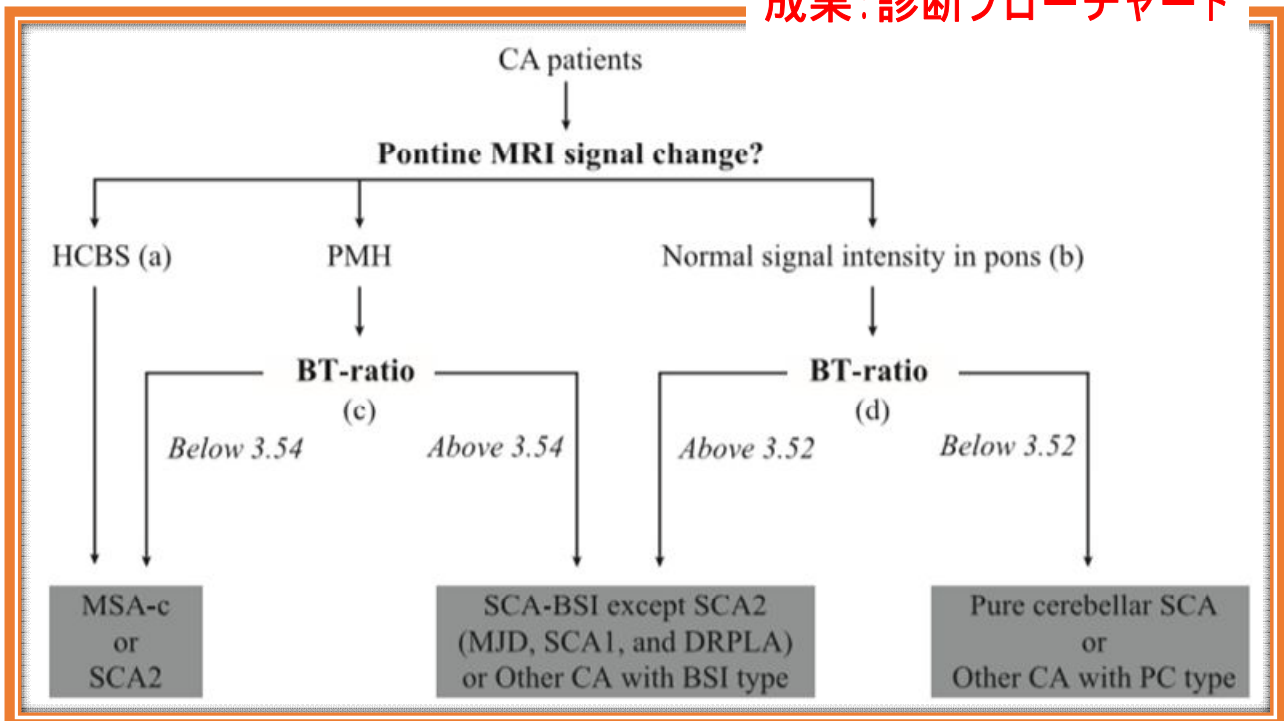 成果:診断フローチャート
CA patients
Pontine MRI signal change?
HCBS (a)
PMH
Normal signal intensity in pons (b)
BT-ratio
(c)
BT-ratio
(d)
Below 3.54
Above 3.54
Above 3.52
Below 3.52
MSA-c
or
SCA2
SCA-BSI except SCA2
(MJD, SCA1, and DRPLA)
or Other CA with BSI type
Pure cerebellar SCA
or
Other CA with PC type